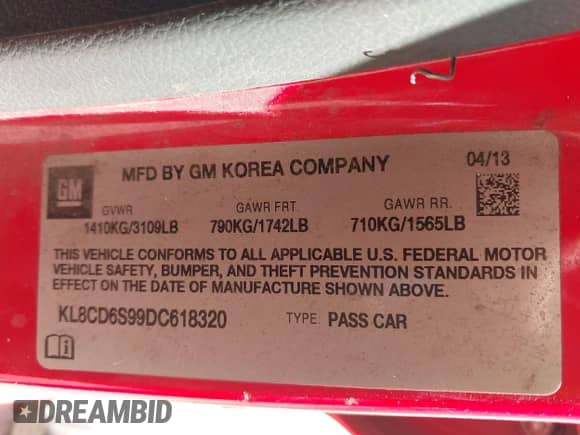 MFD BY GM KOREA COMPANY 04/13
GM
GVWR GAWR FRT. GAWR RR.
1410KG/3109LB 790KG/1742LB 710KG/1565LB
THIS VEHICLE CONFORMS TO ALL APPLICABLE U.S. FEDERAL MOTOR
VEHICLE SAFETY, BUMPER, AND THEFT PREVENTION STANDARDS IN
EFFECT ON THE DATE OF MANUFACTURE SHOWN ABOVE.
KL8CD6S99DC618320 TYPE: PASS CAR
DREAMBID